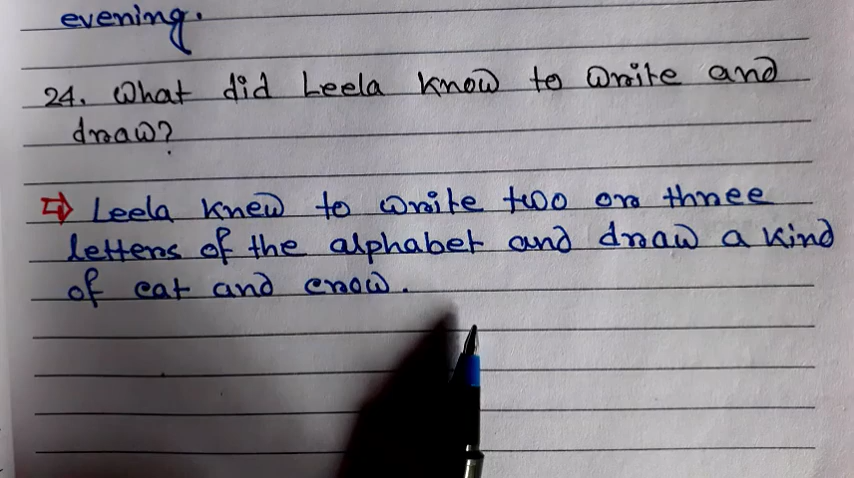 evening.
24. What did Leela know to write and
draw?
⇨ Leela knew to write two or three
letters of the alphabet and draw a kind
of cat and crow.